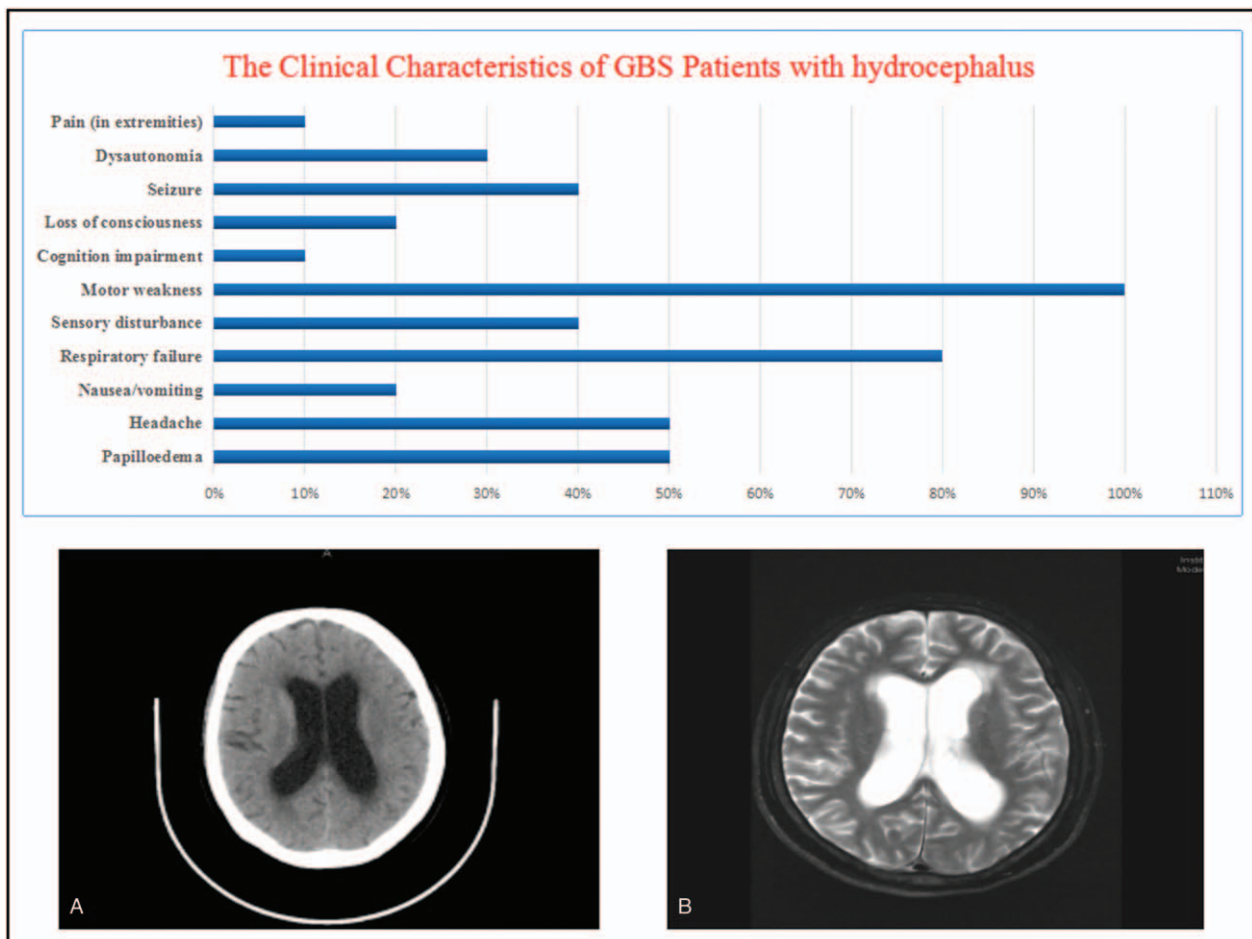 The Clinical Characteristics of GBS Patients with hydrocephalus
Pain (in extremities)
Dysautonomia
Seizure
Loss of consciousness
Cognition impairment
Motor weakness
Sensory disturbance
Respiratory failure
Nausea/vomiting
Headache
Papilloedema
0% 10% 20% 30% 40% 50% 60% 70% 80% 90% 100% 110%
A
Instit
Mode
A
B